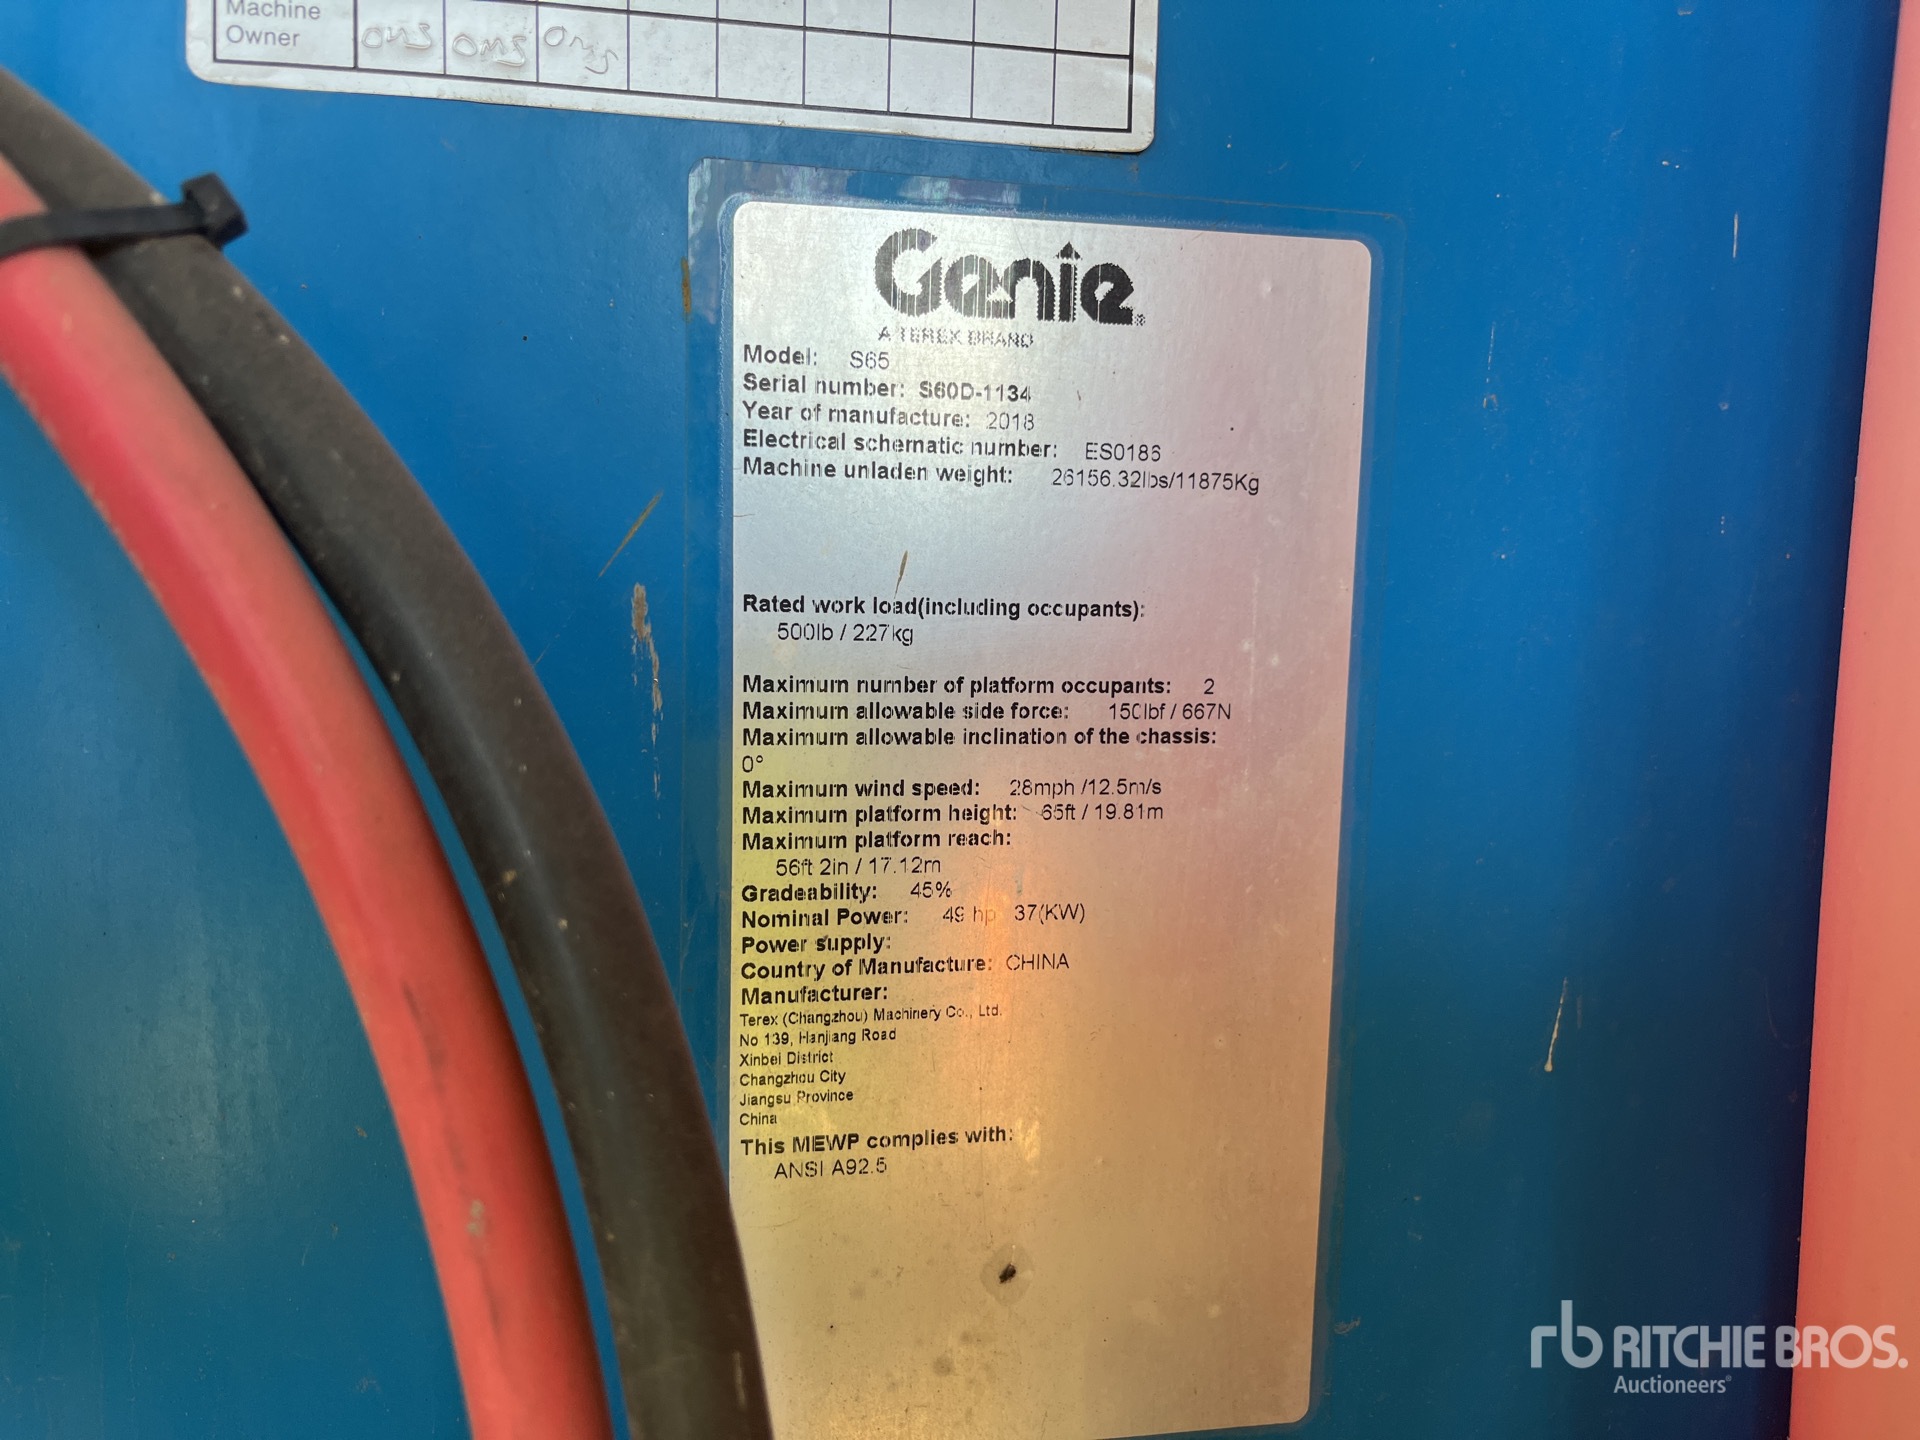 Machine
Owner
Genie
A TEREX BRAND
Model: S65
Serial number: S60D-1134
Year of manufacture: 2018
Electrical schematic number: ES0186
Machine unladen weight: 26156.32lbs/11875Kg
Rated work load(including occupants):
500lb / 227kg
Maximum number of platform occupants: 2
Maximum allowable side force: 150lbf / 667N
Maximum allowable inclination of the chassis:
0°
Maximum wind speed: 28mph /12.5m/s
Maximum platform height: 65ft / 19.81m
Maximum platform reach:
56ft 2in / 17.12m
Gradeability: 45%
Nominal Power: 49 hp 37(KW)
Power supply:
Country of Manufacture: CHINA
Manufacturer:
Terex (Changzhou) Machinery Co., Ltd.
No 139, Hanjiang Road
Xinbei District
Changzhou City
Jiangsu Province
China
This MEWP complies with:
ANSI A92.5
rb RITCHIE BROS.
Auctioneers